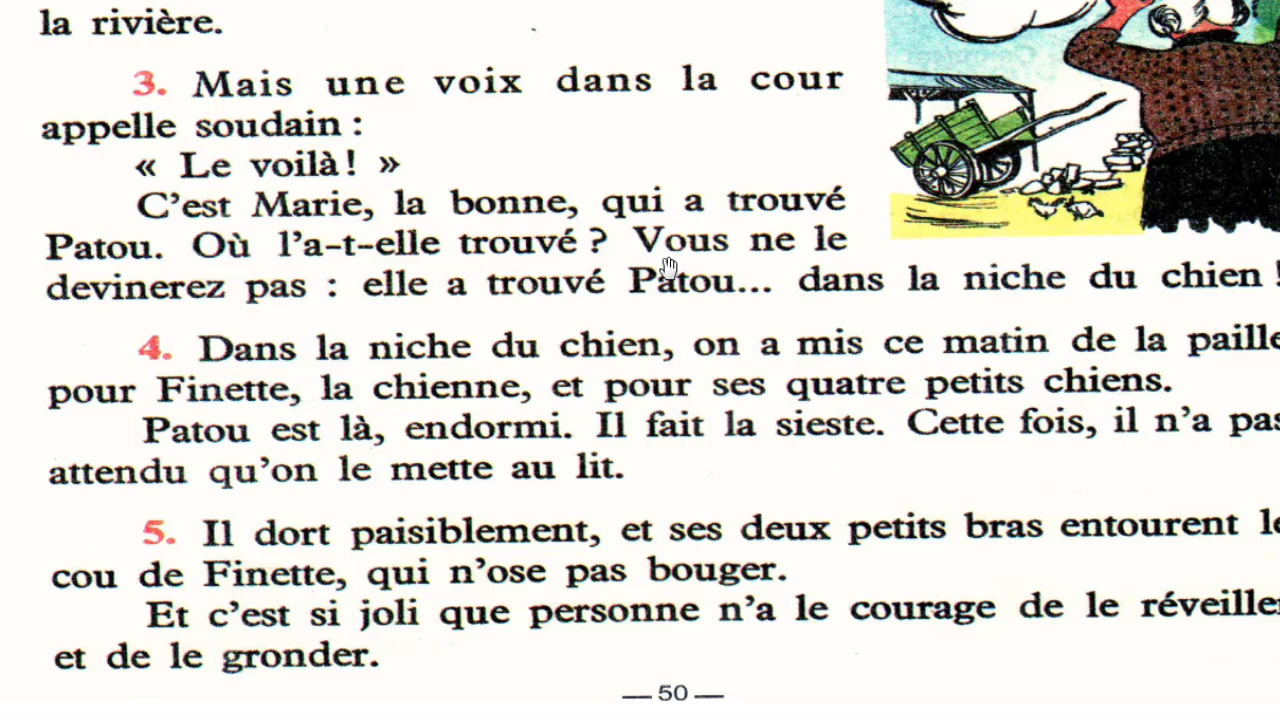 la rivière.
3. Mais une voix dans la cour
appelle soudain :
« Le voilà! »
C'est Marie, la bonne, qui a trouvé
Patou. Où l'a-t-elle trouvé ? Vous ne le
devinerez pas : elle a trouvé Patou... dans la niche du chien !
4. Dans la niche du chien, on a mis ce matin de la paille
pour Finette, la chienne, et pour ses quatre petits chiens.
Patou est là, endormi. Il fait la sieste. Cette fois, il n'a pas
attendu qu'on le mette au lit.
5. Il dort paisiblement, et ses deux petits bras entourent le
cou de Finette, qui n'ose pas bouger.
Et c'est si joli que personne n'a le courage de le réveiller
et de le gronder.
— 50 —